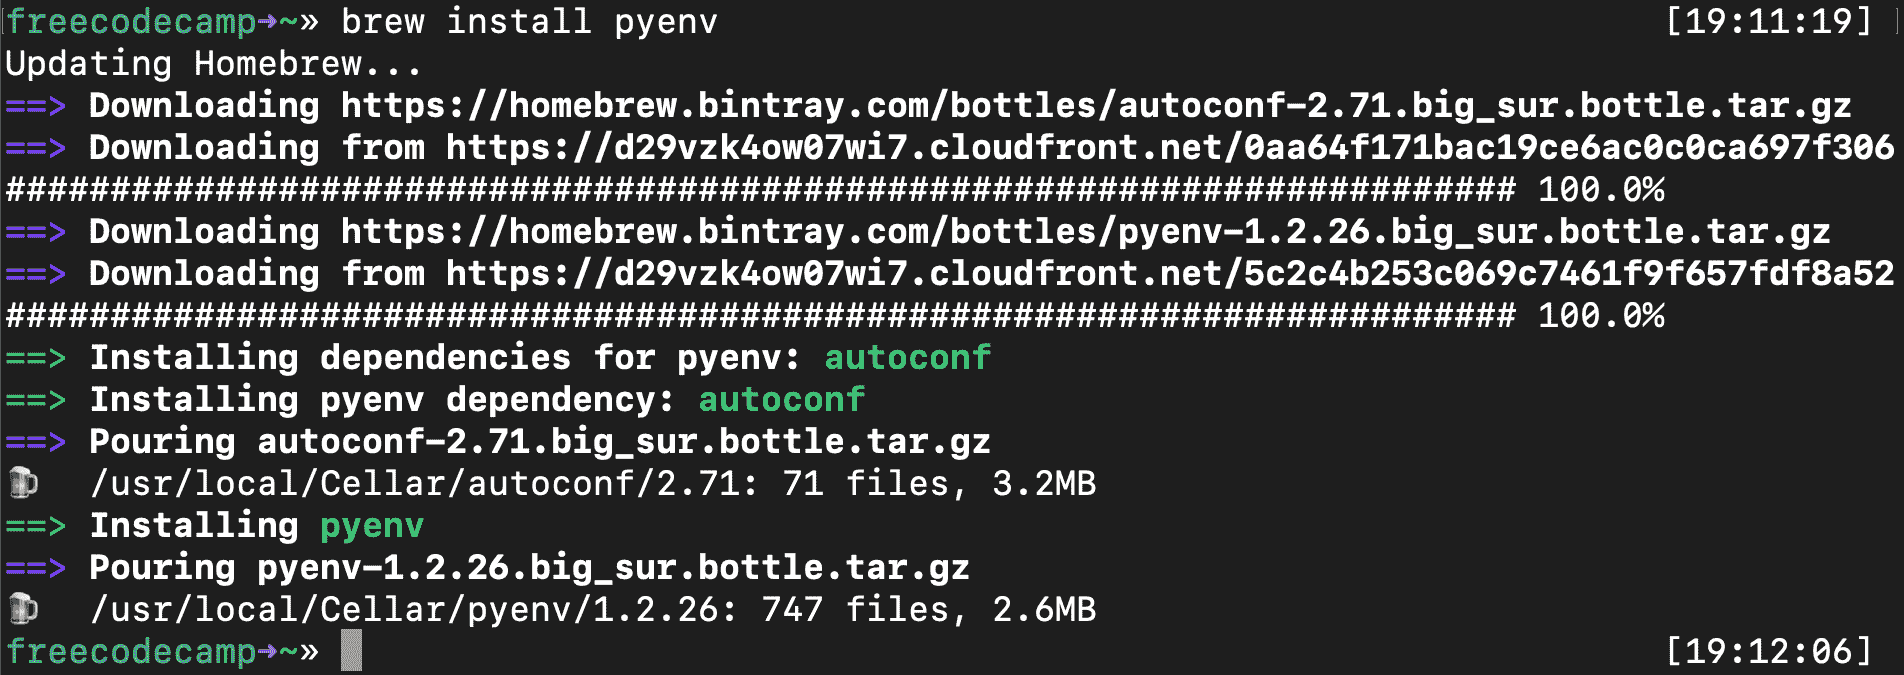 freecodecamp→~» brew install pyenv [19:11:19]
Updating Homebrew...
==> Downloading https://homebrew.bintray.com/bottles/autoconf-2.71.big_sur.bottle.tar.gz
==> Downloading from https://d29vzk4ow07wi7.cloudfront.net/0aa64f171bac19ce6ac0c0ca697f306
######################################################################## 100.0%
==> Downloading https://homebrew.bintray.com/bottles/pyenv-1.2.26.big_sur.bottle.tar.gz
==> Downloading from https://d29vzk4ow07wi7.cloudfront.net/5c2c4b253c069c7461f9f657fdf8a52
######################################################################## 100.0%
==> Installing dependencies for pyenv: autoconf
==> Installing pyenv dependency: autoconf
==> Pouring autoconf-2.71.big_sur.bottle.tar.gz
🍺 /usr/local/Cellar/autoconf/2.71: 71 files, 3.2MB
==> Installing pyenv
==> Pouring pyenv-1.2.26.big_sur.bottle.tar.gz
🍺 /usr/local/Cellar/pyenv/1.2.26: 747 files, 2.6MB
freecodecamp→~» [19:12:06]